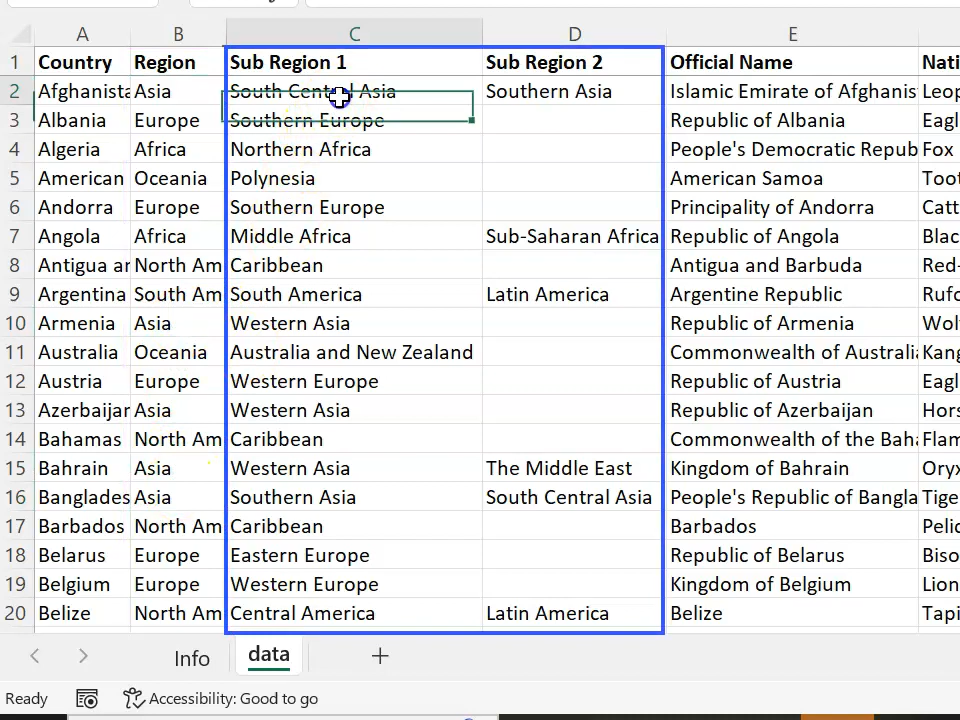 A B C D E
1 Country Region Sub Region 1 Sub Region 2 Official Name Nati
2 Afghanista Asia South Central Asia Southern Asia Islamic Emirate of Afghanis Leop
3 Albania Europe Southern Europe Republic of Albania Eagl
4 Algeria Africa Northern Africa People's Democratic Repub Fox
5 American Oceania Polynesia American Samoa Toot
6 Andorra Europe Southern Europe Principality of Andorra Catt
7 Angola Africa Middle Africa Sub-Saharan Africa Republic of Angola Blac
8 Antigua ar North Am Caribbean Antigua and Barbuda Red-
9 Argentina South Am South America Latin America Argentine Republic Rufo
10 Armenia Asia Western Asia Republic of Armenia Wol
11 Australia Oceania Australia and New Zealand Commonwealth of Australia Kang
12 Austria Europe Western Europe Republic of Austria Eagl
13 Azerbaijar Asia Western Asia Republic of Azerbaijan Hors
14 Bahamas North Am Caribbean Commonwealth of the Baha Flam
15 Bahrain Asia Western Asia The Middle East Kingdom of Bahrain Oryx
16 Banglades Asia Southern Asia South Central Asia People's Republic of Bangla Tige
17 Barbados North Am Caribbean Barbados Pelic
18 Belarus Europe Eastern Europe Republic of Belarus Biso
19 Belgium Europe Western Europe Kingdom of Belgium Lion
20 Belize North Am Central America Latin America Belize Tapi
Info data +
Ready Accessibility: Good to go